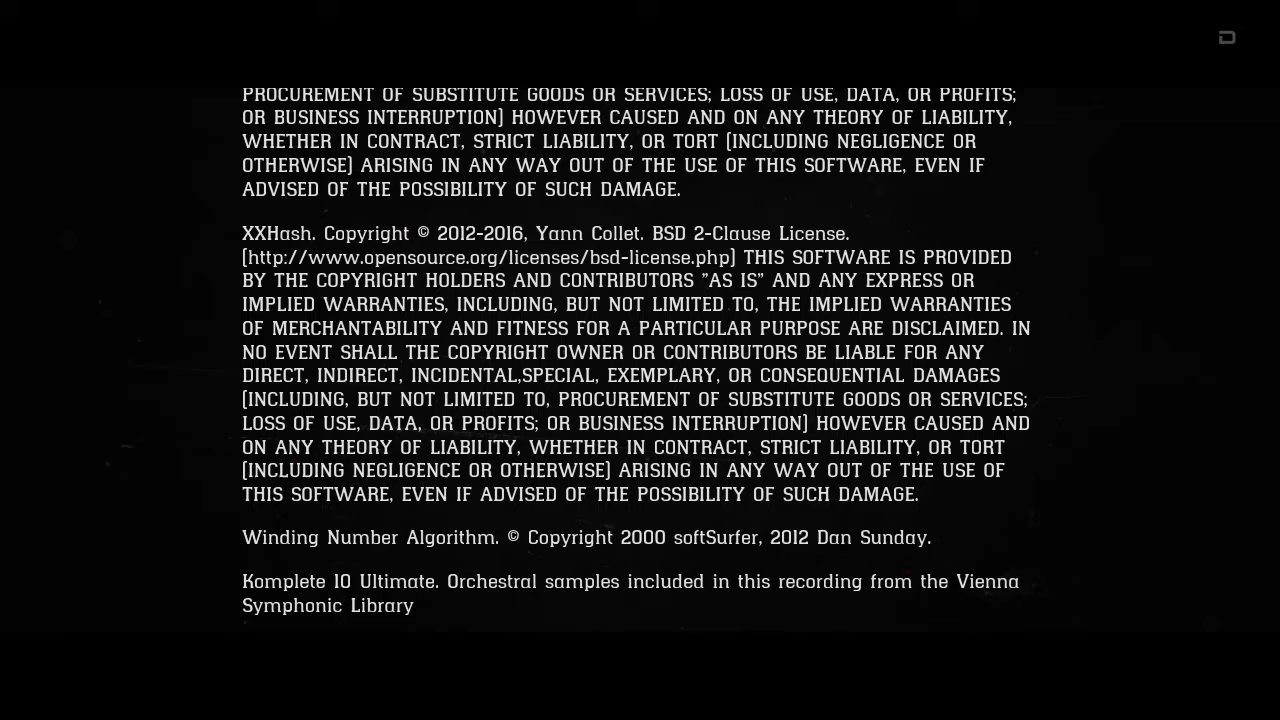 D
PROCUREMENT OF SUBSTITUTE GOODS OR SERVICES; LOSS OF USE, DATA, OR PROFITS;
OR BUSINESS INTERRUPTION) HOWEVER CAUSED AND ON ANY THEORY OF LIABILITY,
WHETHER IN CONTRACT, STRICT LIABILITY, OR TORT (INCLUDING NEGLIGENCE OR
OTHERWISE) ARISING IN ANY WAY OUT OF THE USE OF THIS SOFTWARE, EVEN IF
ADVISED OF THE POSSIBILITY OF SUCH DAMAGE.
XXHash. Copyright © 2012-2016, Yann Collet. BSD 2-Clause License.
(http://www.opensource.org/licenses/bsd-license.php) THIS SOFTWARE IS PROVIDED
BY THE COPYRIGHT HOLDERS AND CONTRIBUTORS "AS IS" AND ANY EXPRESS OR
IMPLIED WARRANTIES, INCLUDING, BUT NOT LIMITED TO, THE IMPLIED WARRANTIES
OF MERCHANTABILITY AND FITNESS FOR A PARTICULAR PURPOSE ARE DISCLAIMED. IN
NO EVENT SHALL THE COPYRIGHT OWNER OR CONTRIBUTORS BE LIABLE FOR ANY
DIRECT, INDIRECT, INCIDENTAL,SPECIAL, EXEMPLARY, OR CONSEQUENTIAL DAMAGES
(INCLUDING, BUT NOT LIMITED TO, PROCUREMENT OF SUBSTITUTE GOODS OR SERVICES;
LOSS OF USE, DATA, OR PROFITS; OR BUSINESS INTERRUPTION) HOWEVER CAUSED AND
ON ANY THEORY OF LIABILITY, WHETHER IN CONTRACT, STRICT LIABILITY, OR TORT
(INCLUDING NEGLIGENCE OR OTHERWISE) ARISING IN ANY WAY OUT OF THE USE OF
THIS SOFTWARE, EVEN IF ADVISED OF THE POSSIBILITY OF SUCH DAMAGE.
Winding Number Algorithm. © Copyright 2000 softSurfer, 2012 Dan Sunday.
Komplete 10 Ultimate. Orchestral samples included in this recording from the Vienna
Symphonic Library